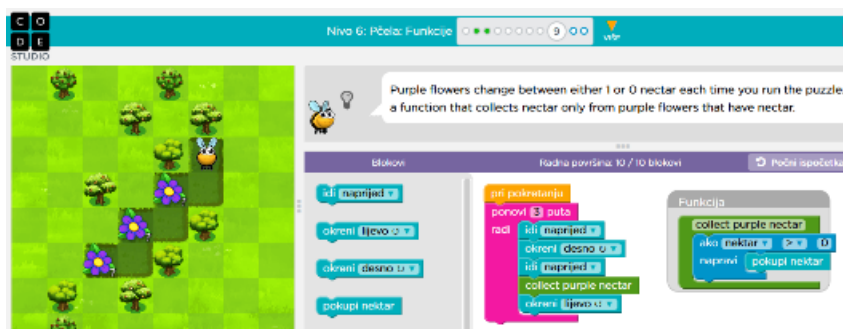 C O
D E
STUDIO
Nivo 6: Pčela: Funkcije
9
više
Purple flowers change between either 1 or 0 nectar each time you run the puzzle
a function that collects nectar only from purple flowers that have nectar.
Blokovi
Radna površina: 10 / 10 blokovi
Počni ispočetka
idi naprijed
okreni lijevo ↺
okreni desno ↻
pokupi nektar
pri pokretanju
ponovi 3 puta
radi idi naprijed
okreni desno ↻
idi naprijed
collect purple nectar
okreni lijevo ↺
Funkcija
collect purple nectar
ako nektar > 0
napravi pokupi nektar